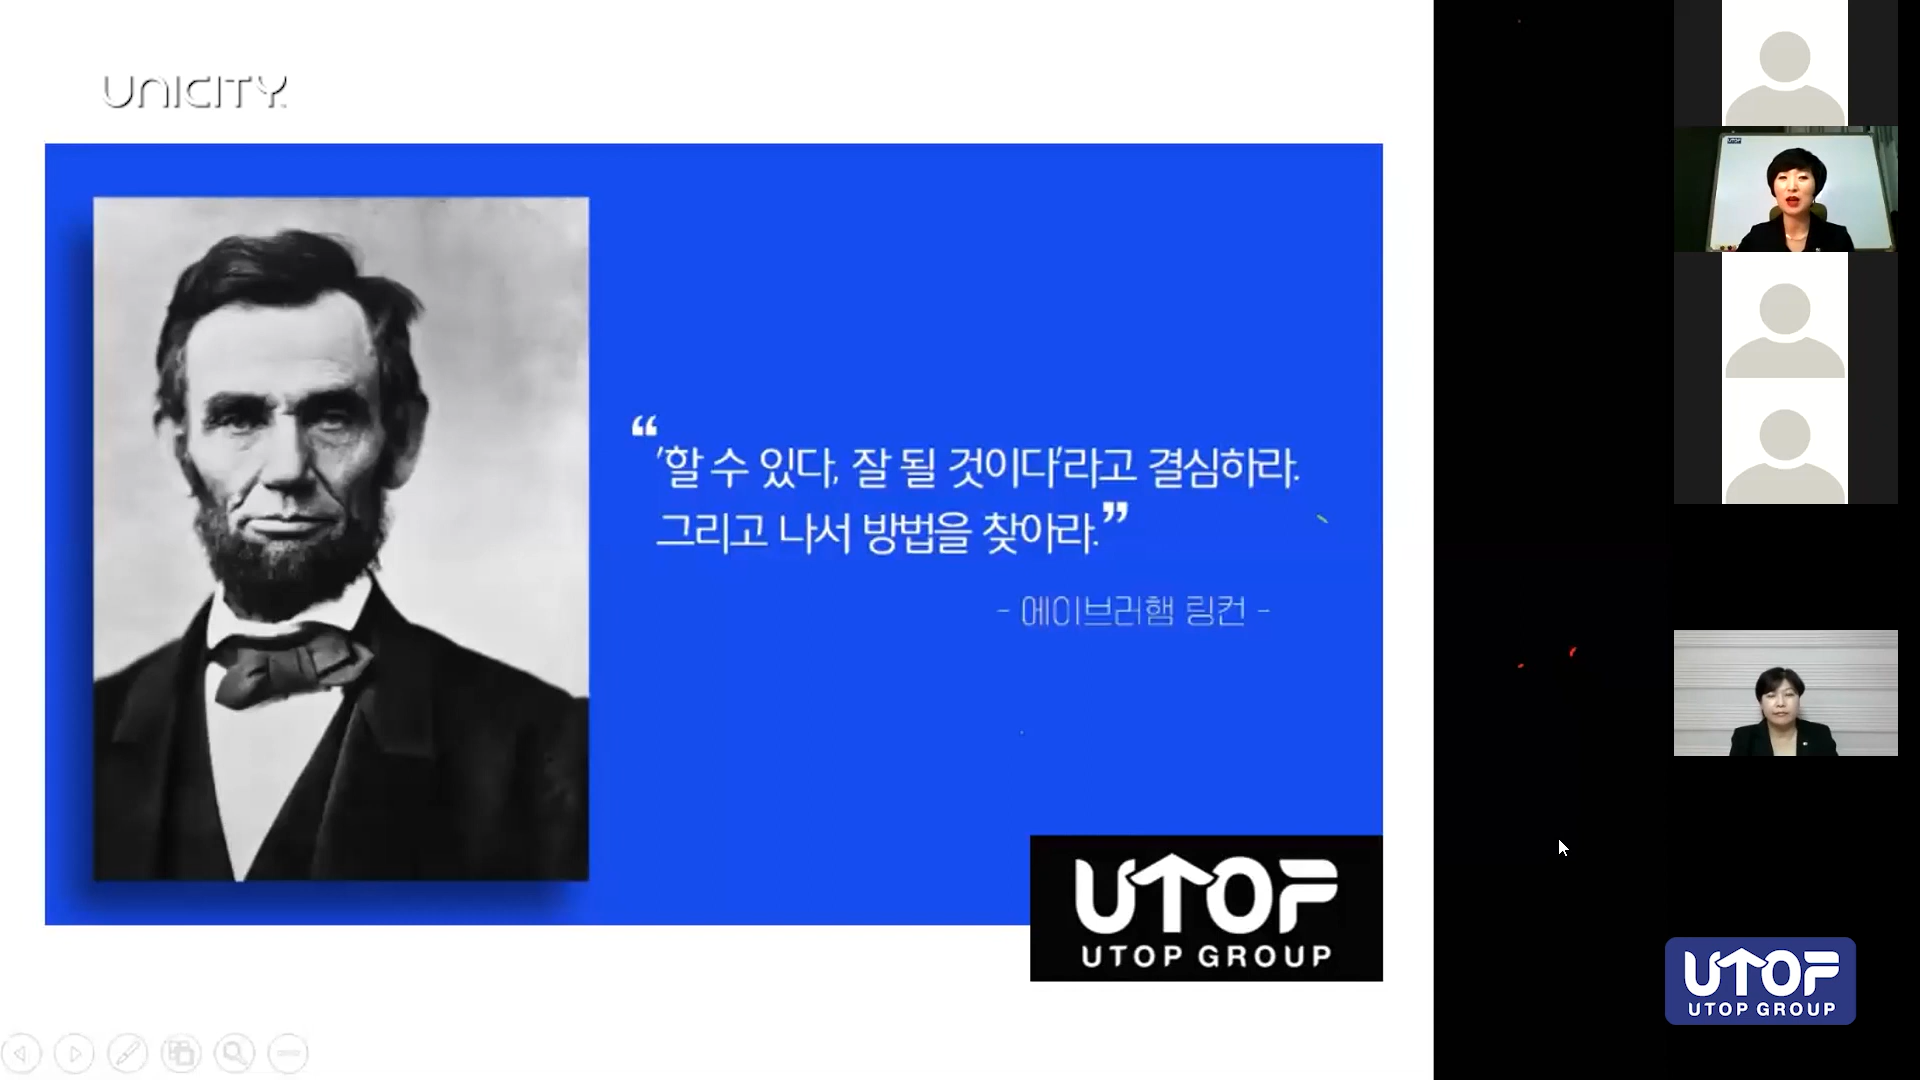 UNICITY
“
'할 수 있다, 잘 될 것이다'라고 결심하라.
그리고 나서 방법을 찾아라.”
- 에이브러햄 링컨 -
UTOP
UTOP GROUP
UTOP
UTOP
UTOP GROUP